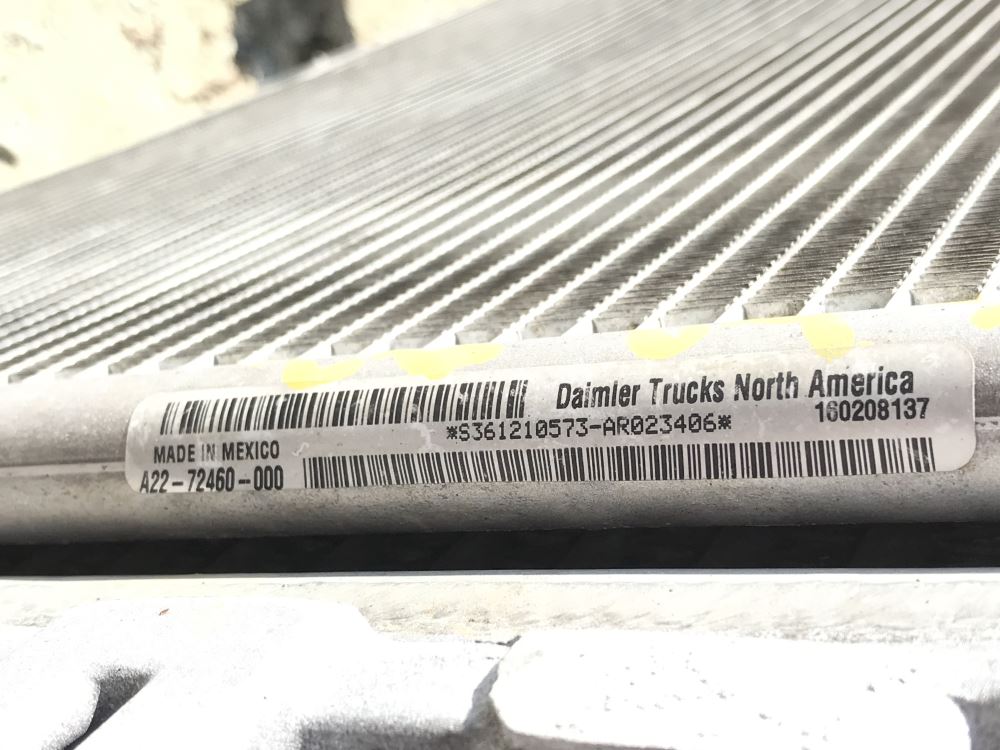 Daimler Trucks North America
160208137
*S361210573-AR023406*
MADE IN MEXICO
A22-72460-000